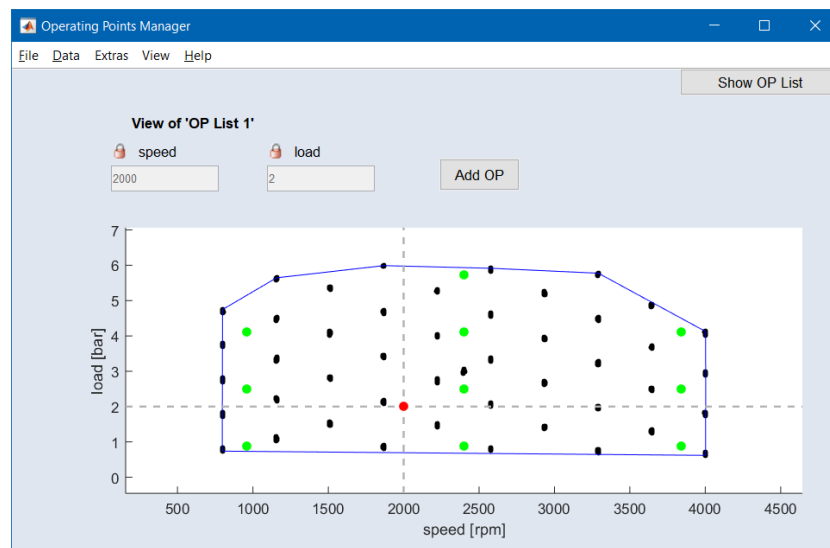 Operating Points Manager
File Data Extras View Help
Show OP List
View of 'OP List 1'
speed load
2000 2
Add OP
7
6
5
4
3
2
1
0
load [bar]
500 1000 1500 2000 2500 3000 3500 4000 4500
speed [rpm]